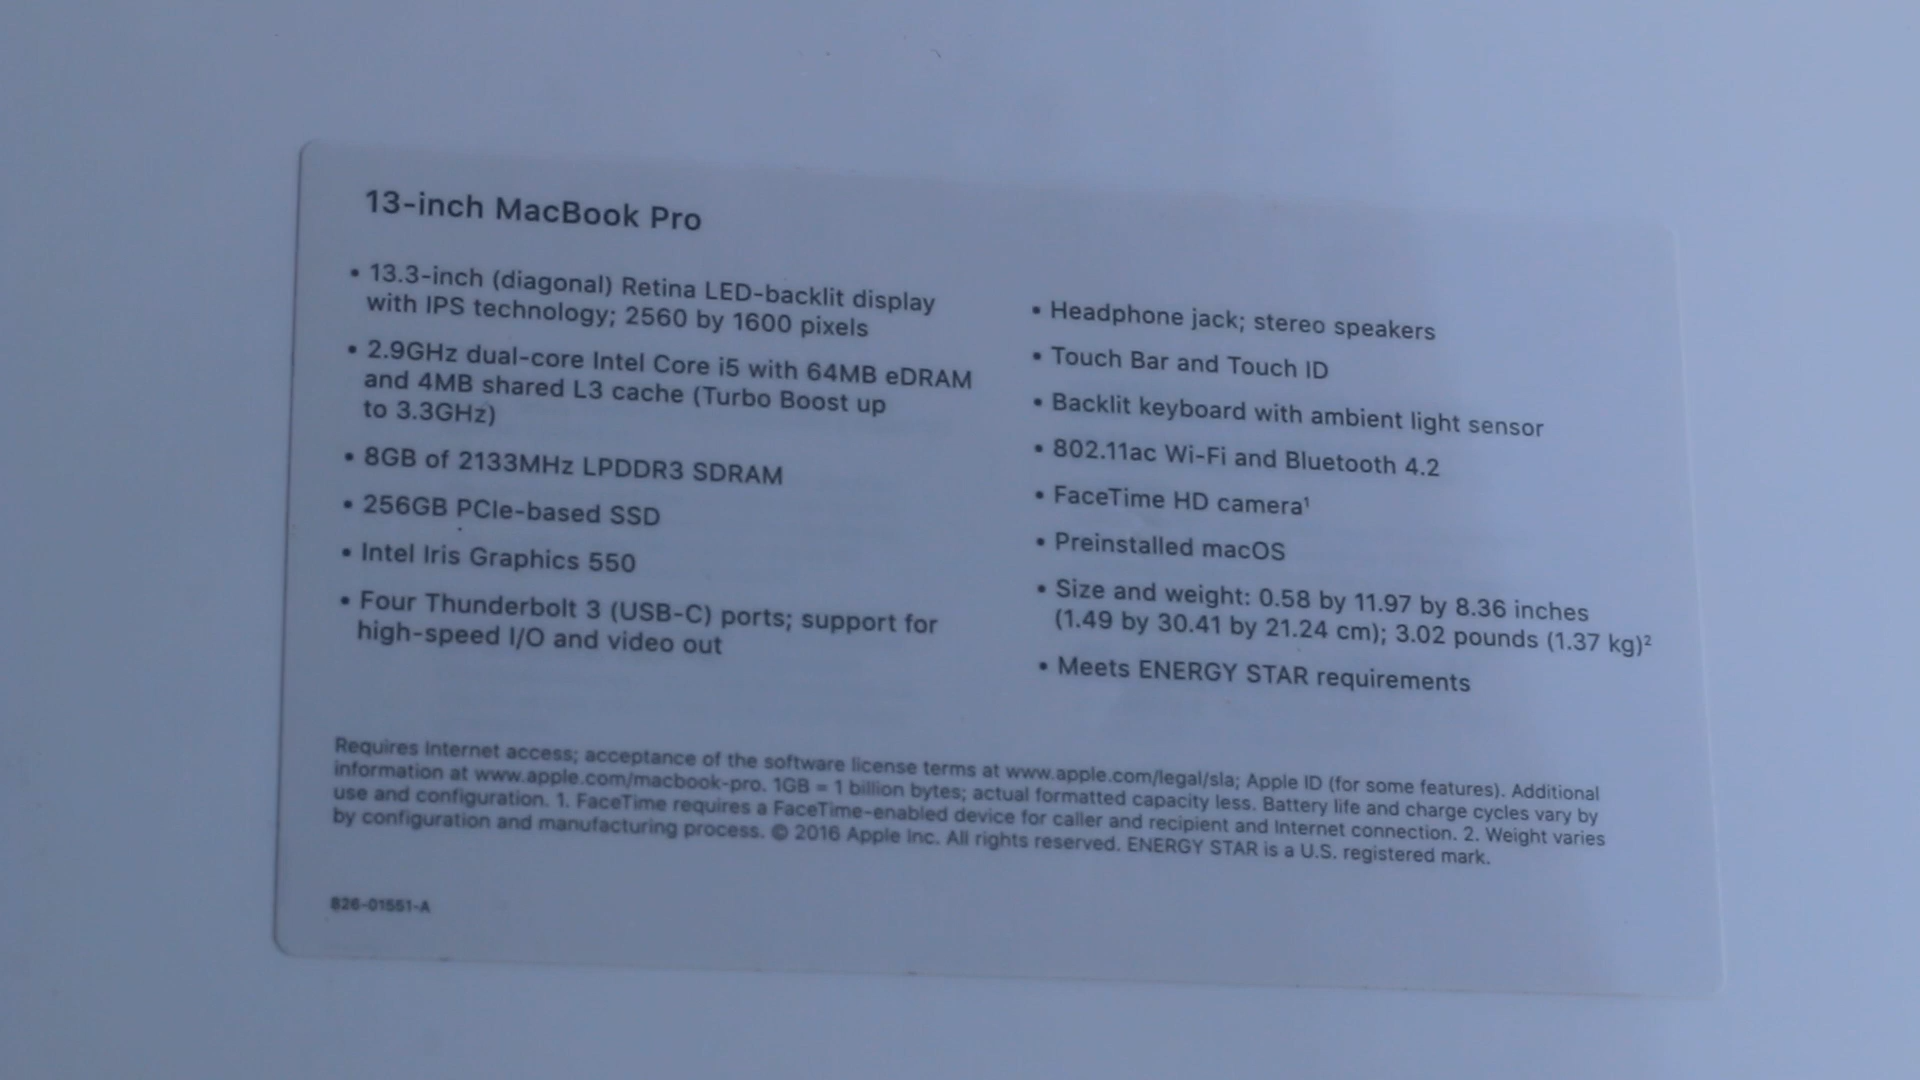 13-inch MacBook Pro
• 13.3-inch (diagonal) Retina LED-backlit display
with IPS technology; 2560 by 1600 pixels
• 2.9GHz dual-core Intel Core i5 with 64MB eDRAM
and 4MB shared L3 cache (Turbo Boost up
to 3.3GHz)
• 8GB of 2133MHz LPDDR3 SDRAM
• 256GB PCIe-based SSD
• Intel Iris Graphics 550
• Four Thunderbolt 3 (USB-C) ports; support for
high-speed I/O and video out
• Headphone jack; stereo speakers
• Touch Bar and Touch ID
• Backlit keyboard with ambient light sensor
• 802.11ac Wi-Fi and Bluetooth 4.2
• FaceTime HD camera¹
• Preinstalled macOS
• Size and weight: 0.58 by 11.97 by 8.36 inches
(1.49 by 30.41 by 21.24 cm); 3.02 pounds (1.37 kg)²
• Meets ENERGY STAR requirements
Requires Internet access; acceptance of the software license terms at www.apple.com/legal/sla; Apple ID (for some features). Additional
information at www.apple.com/macbook-pro. 1GB = 1 billion bytes; actual formatted capacity less. Battery life and charge cycles vary by
use and configuration. 1. FaceTime requires a FaceTime-enabled device for caller and recipient and Internet connection. 2. Weight varies
by configuration and manufacturing process. © 2016 Apple Inc. All rights reserved. ENERGY STAR is a U.S. registered mark.
826-01551-A